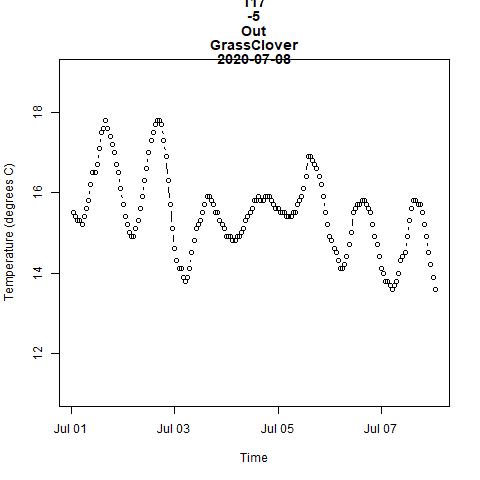 117
-5
Out
GrassClover
2020-07-08
Temperature (degrees C)
18
16
14
12
Jul 01
Jul 03
Jul 05
Jul 07
Time